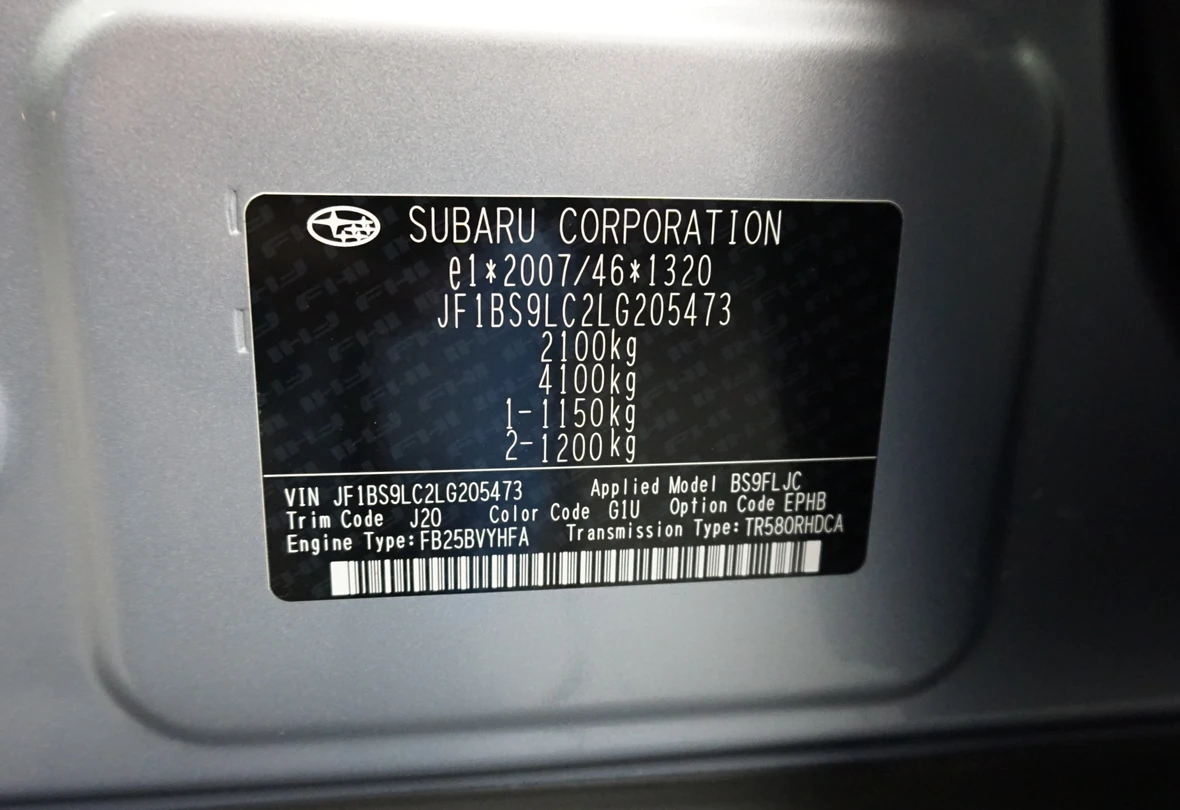 SUBARU CORPORATION
e1*2007/46*1320
JF1BS9LC2LG205473
2100kg
4100kg
1-1150kg
2-1200kg
VIN JF1BS9LC2LG205473 Applied Model BS9FLJC
Trim Code J20 Color Code G1U Option Code EPHB
Engine Type:FB25BVYHFA Transmission Type:TR580RHDCA